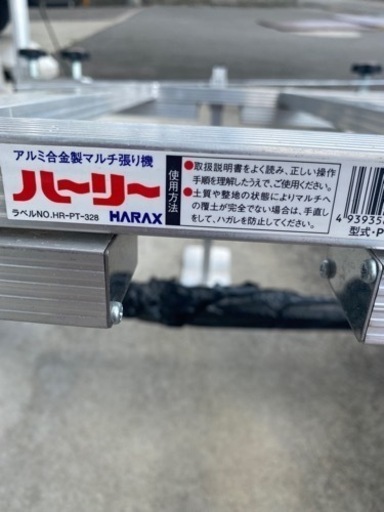 アルミ合金製マルチ張り機
ハーリー
ラベルNO.HR-PT-328
HARAX
使用方法
●取扱説明書をよく読み、正しい操作
手順を理解したうえで、ご使用ください。
●土質や整地の状態によりマルチへ
の覆土が完全でない場合は、手直し
をして、ハガレを防止してください。
型式・P